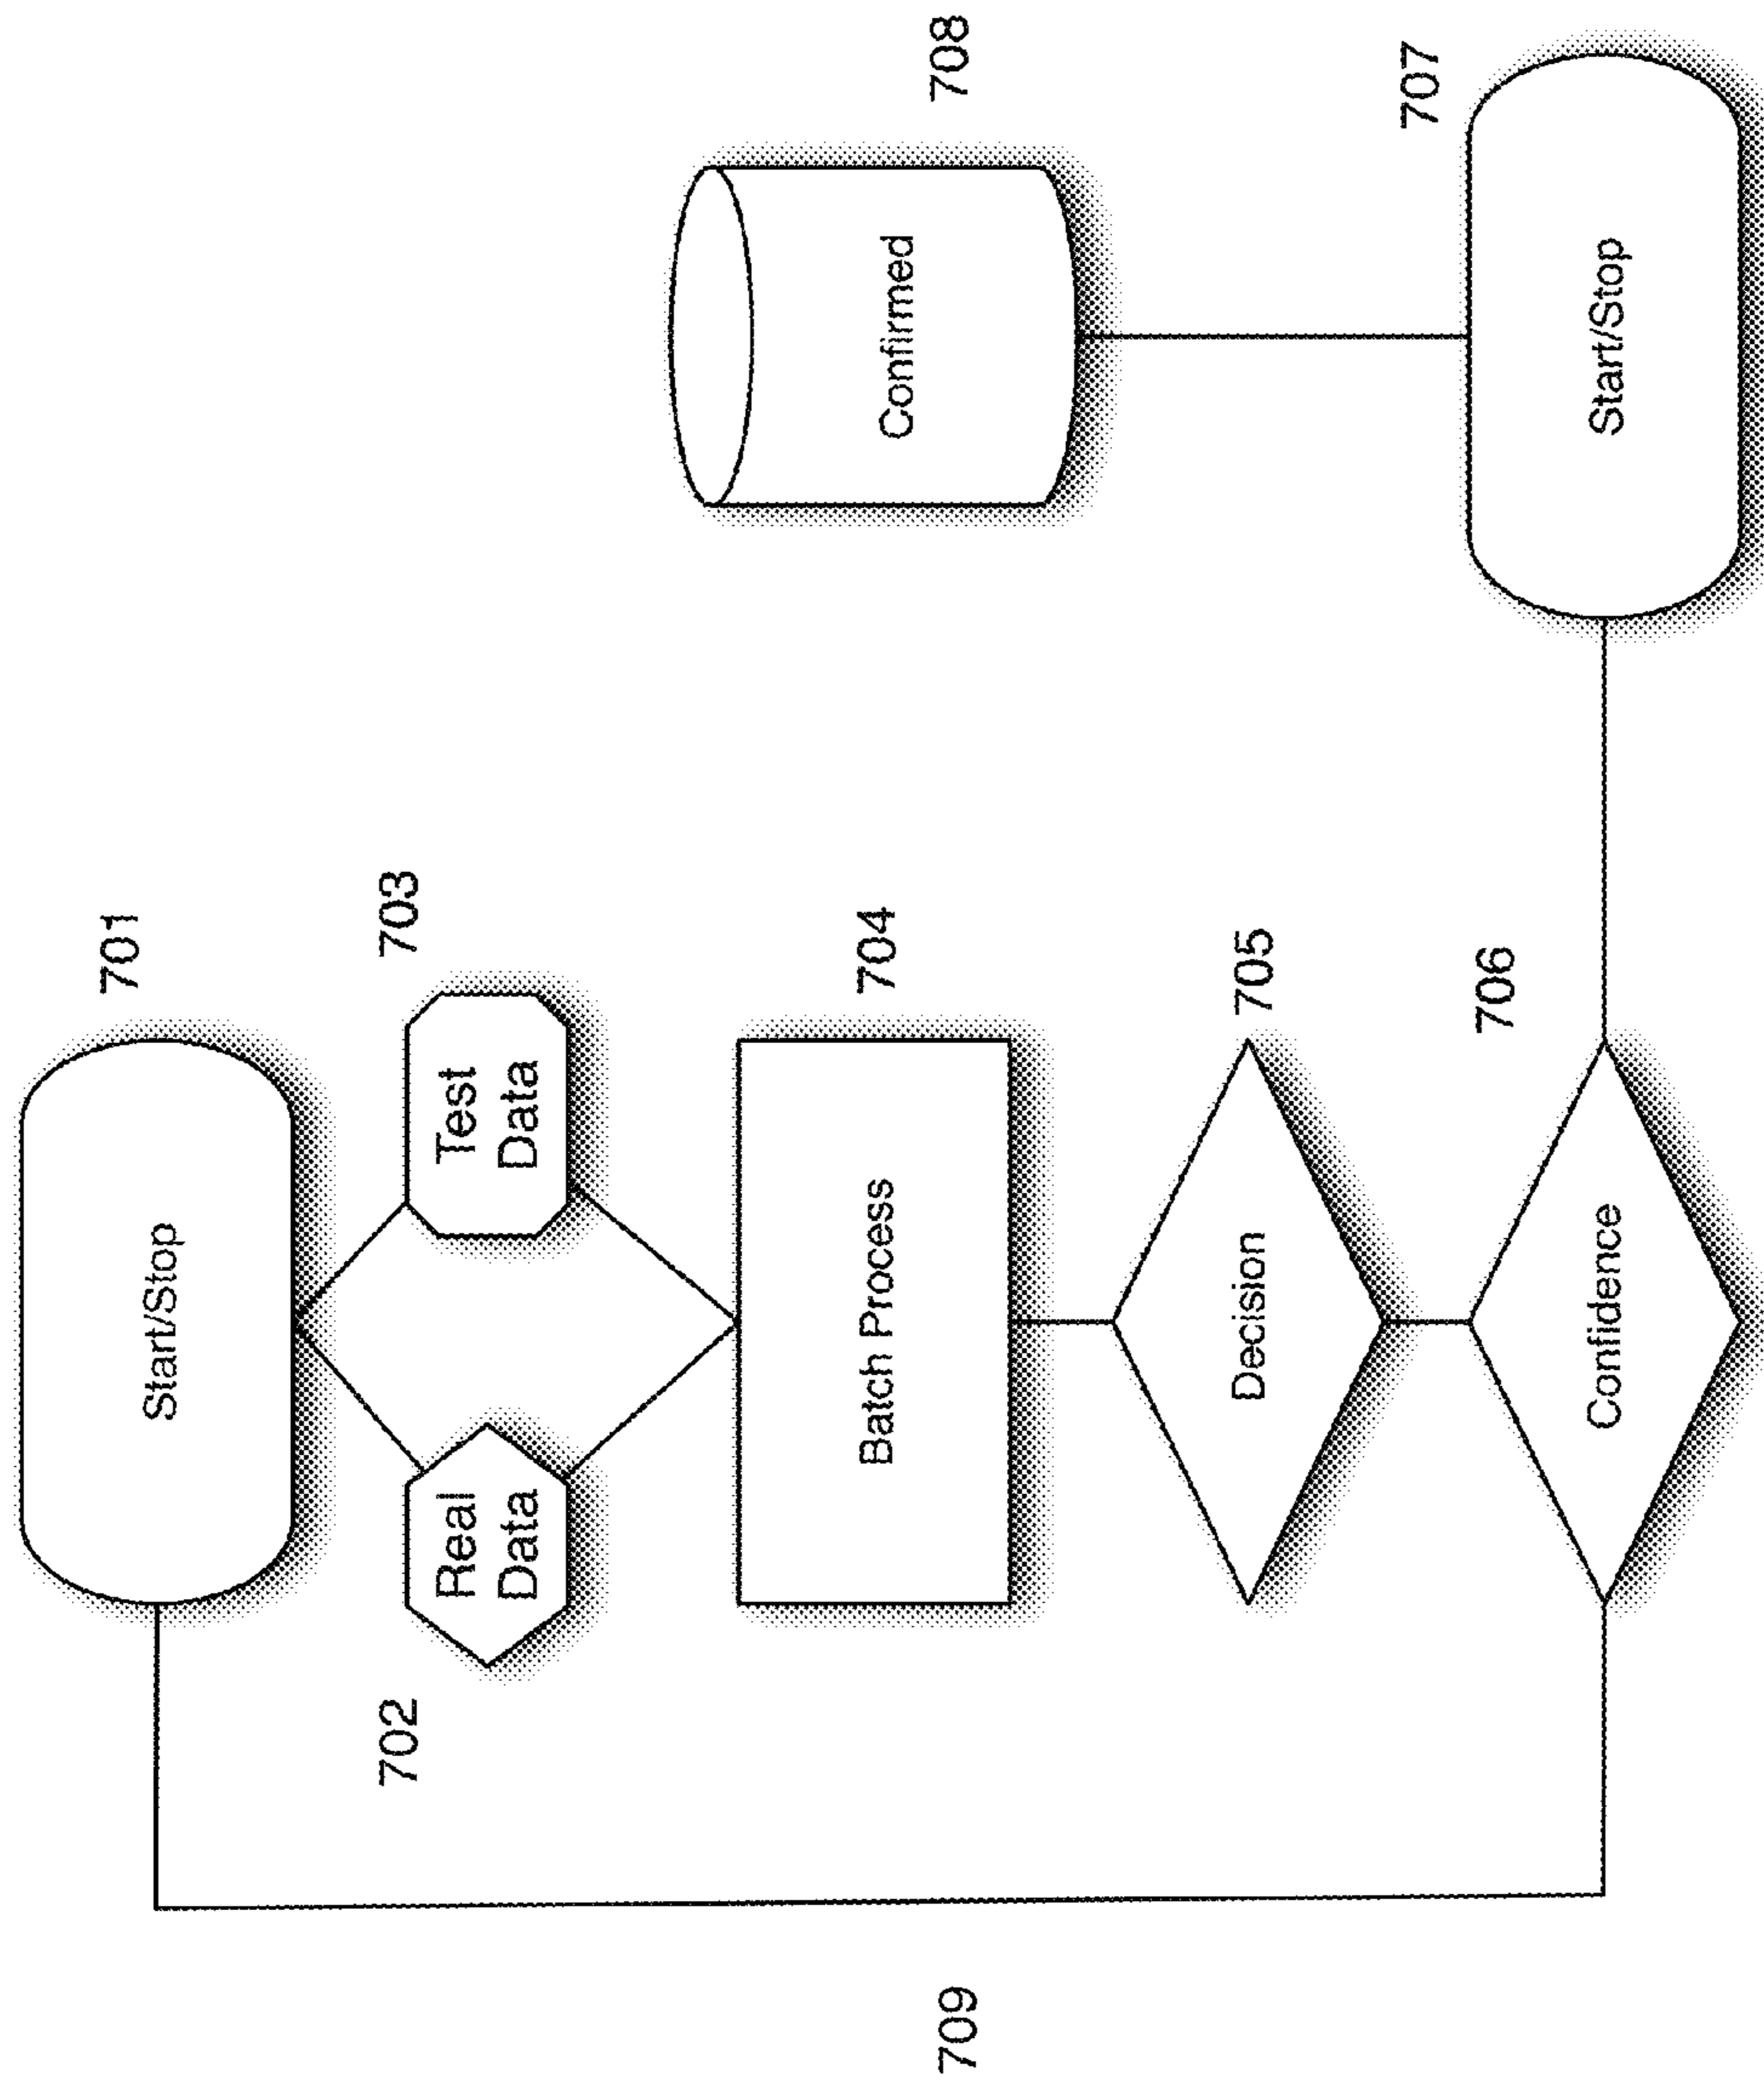 701
Start/Stop
702
Real
Data
703
Test
Data
704
Batch Process
705
Decision
706
Confidence
707
Start/Stop
708
Confirmed
709